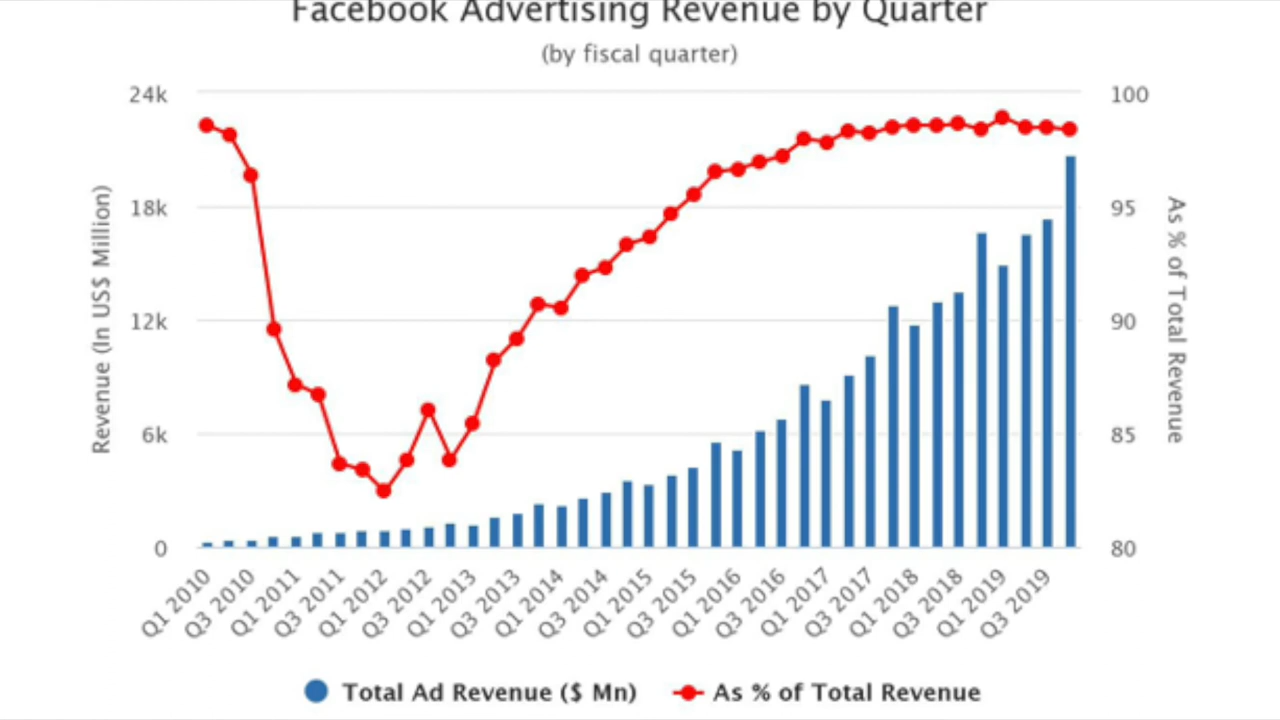 Facebook Advertising Revenue by Quarter
(by fiscal quarter)
24k
18k
12k
6k
0
Revenue (In US$ Million)
100
95
90
85
80
As % of Total Revenue
Q1 2010
Q3 2010
Q1 2011
Q3 2011
Q1 2012
Q3 2012
Q1 2013
Q3 2013
Q1 2014
Q3 2014
Q1 2015
Q3 2015
Q1 2016
Q3 2016
Q1 2017
Q3 2017
Q1 2018
Q3 2018
Q1 2019
Q3 2019
Total Ad Revenue ($ Mn)
As % of Total Revenue